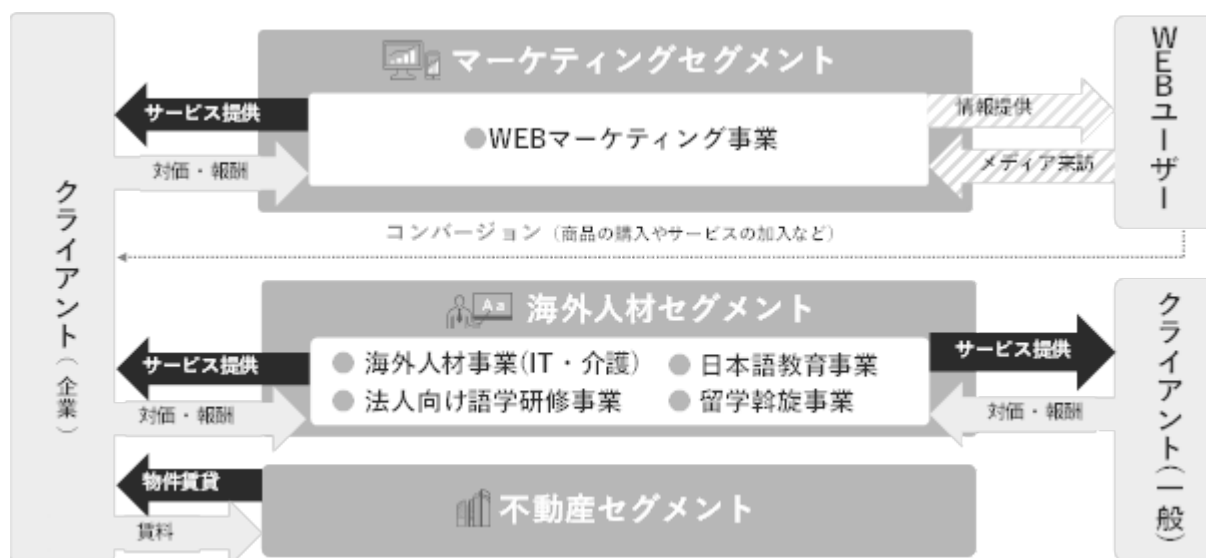 マーケティングセグメント
サービス提供
対価・報酬
●WEBマーケティング事業
情報提供
メディア来訪
WEBユーザー
コンバージョン（商品の購入やサービスの加入など）
クライアント（企業）
Aa
海外人材セグメント
サービス提供
対価・報酬
●海外人材事業(IT・介護)
●日本語教育事業
●法人向け語学研修事業
●留学斡旋事業
サービス提供
対価・報酬
クライアント（一般）
物件賃貸
賃料
不動産セグメント